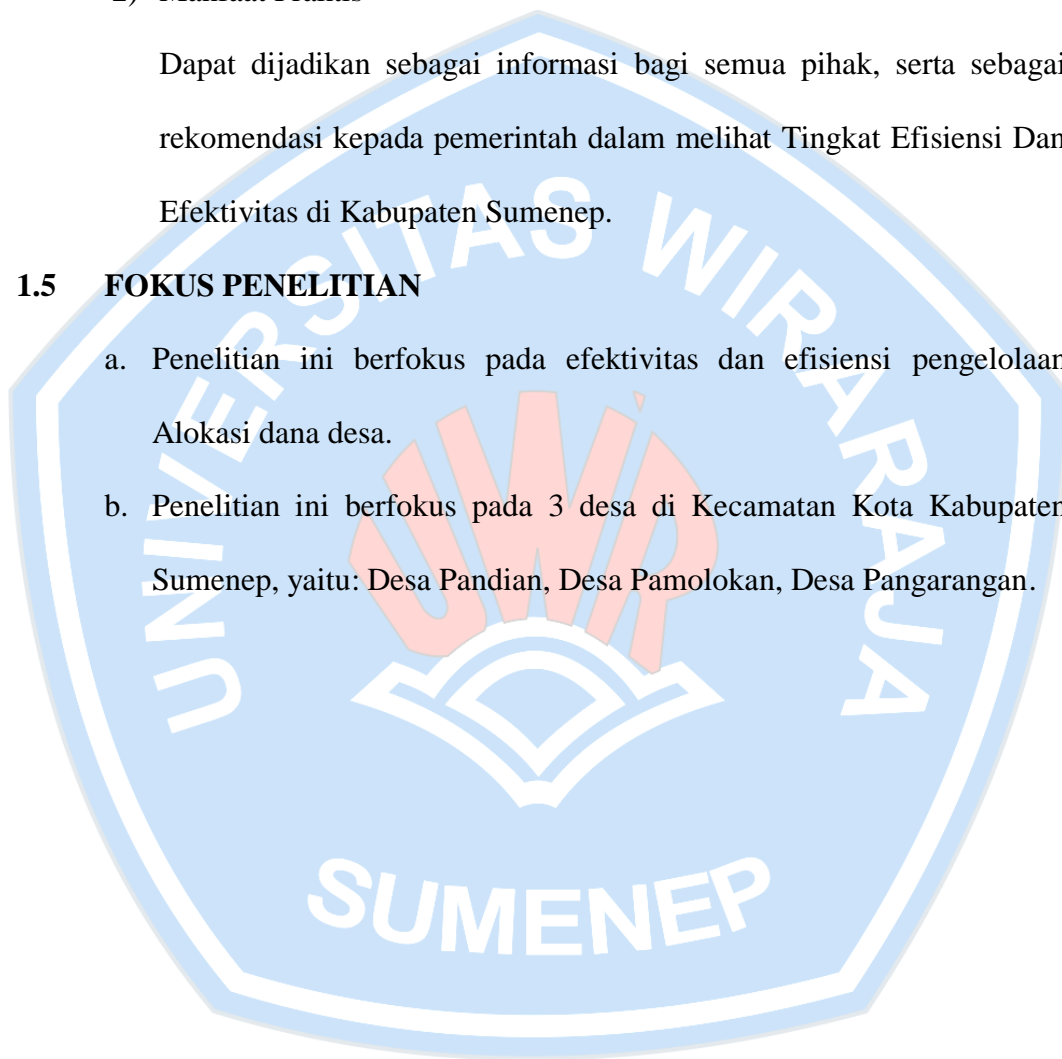 2) Manfaat Praktis
Dapat dijadikan sebagai informasi bagi semua pihak, serta sebagai
rekomendasi kepada pemerintah dalam melihat Tingkat Efisiensi Dan
Efektivitas di Kabupaten Sumenep.
1.5 FOKUS PENELITIAN
a. Penelitian ini berfokus pada efektivitas dan efisiensi pengelolaan
Alokasi dana desa.
b. Penelitian ini berfokus pada 3 desa di Kecamatan Kota Kabupaten
Sumenep, yaitu: Desa Pandian, Desa Pamolokan, Desa Pangarangan.
UNIVERSITAS WIRARAJA
UWR
SUMENEP